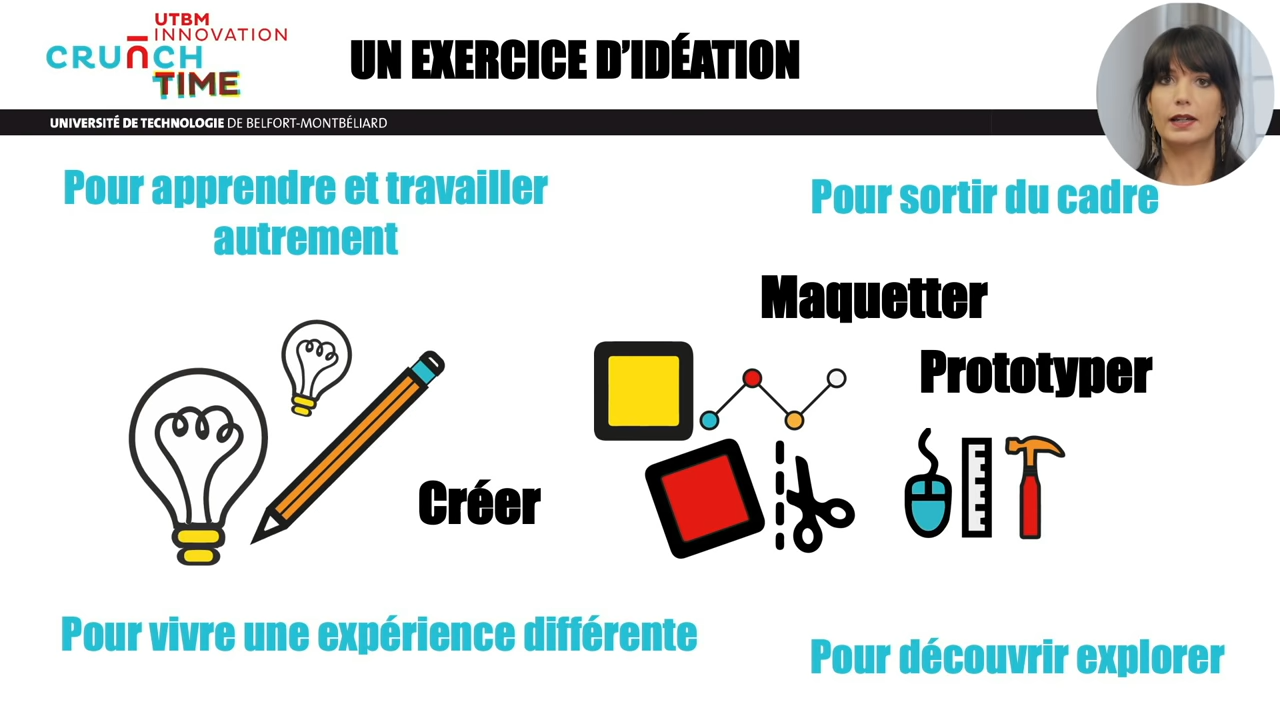 UTBM
INNOVATION
CRUNCH
TIME
UN EXERCICE D'IDÉATION
UNIVERSITÉ DE TECHNOLOGIE DE BELFORT-MONTBÉLIARD
Pour apprendre et travailler
autrement
Pour sortir du cadre
Maquetter
Prototyper
Créer
Pour vivre une expérience différente
Pour découvrir explorer